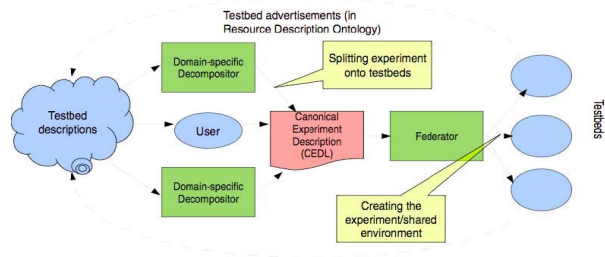 Testbed advertisements (in
Resource Description Ontology)
Domain-specific
Decompositor
Splitting experiment
onto testbeds
Testbed
descriptions
User
Canonical
Experiment
Description
(CEDL)
Federator
Testbeds
Domain-specific
Decompositor
Creating the
experiment/shared
environment